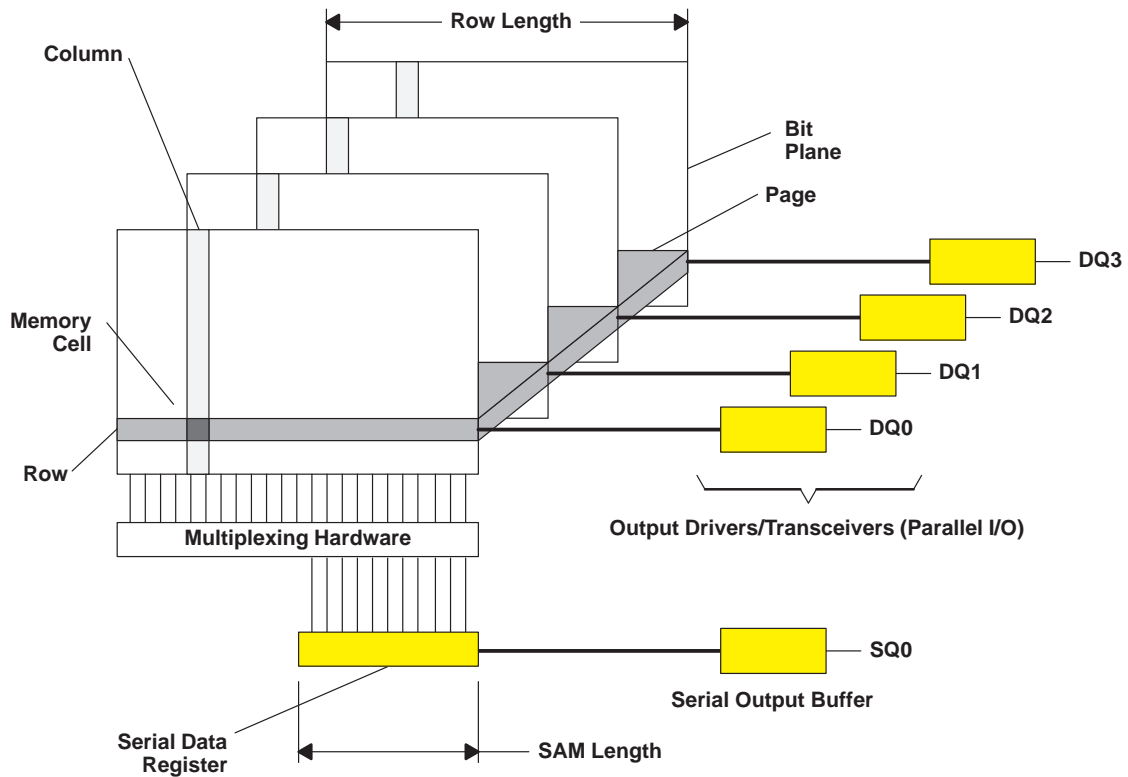 Row Length
Column
Bit
Plane
Page
DQ3
Memory
Cell
DQ2
DQ1
DQ0
Row
Multiplexing Hardware
Output Drivers/Transceivers (Parallel I/O)
SQ0
Serial Output Buffer
Serial Data
Register
SAM Length